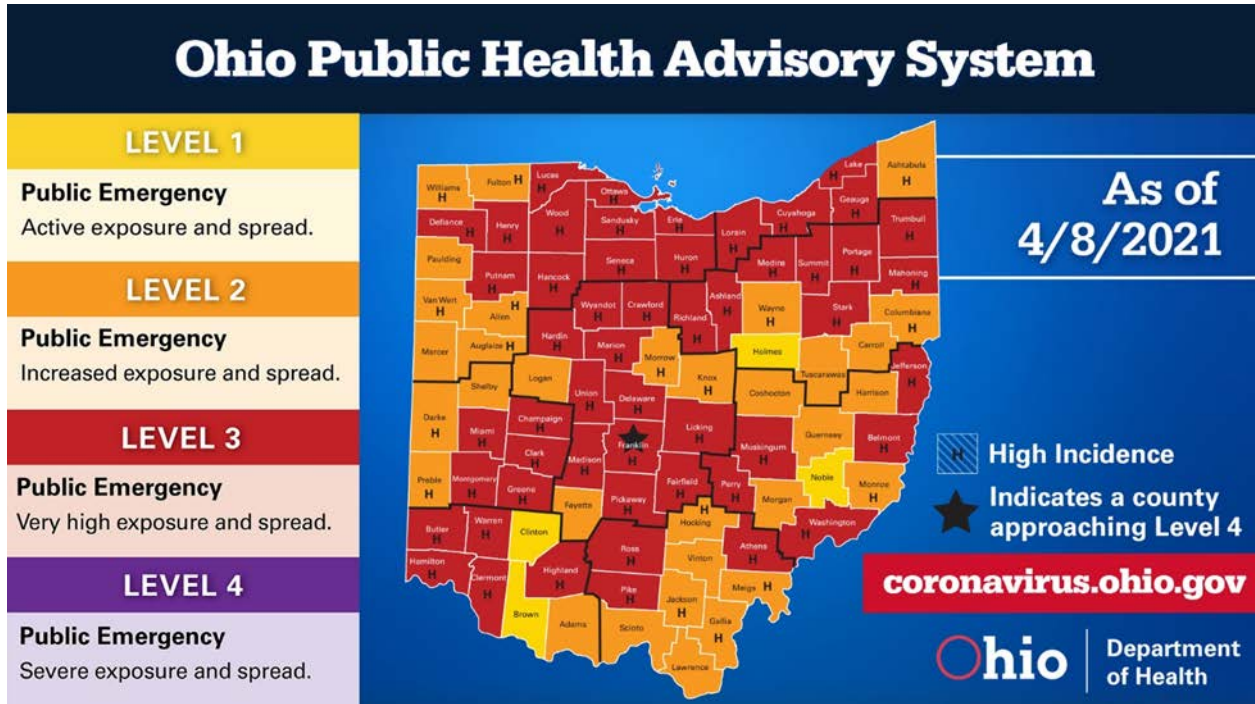 Ohio Public Health Advisory System
LEVEL 1
Public Emergency
Active exposure and spread.
LEVEL 2
Public Emergency
Increased exposure and spread.
LEVEL 3
Public Emergency
Very high exposure and spread.
LEVEL 4
Public Emergency
Severe exposure and spread.
Williams H
Fulton H
Lucas H
Ottawa H
Lake H
Ashtabula H
Defiance H
Henry H
Wood H
Sandusky H
Erie H
Lorain H
Cuyahoga H
Geauga H
Trumbull H
Paulding
Putnam H
Hancock H
Seneca H
Huron H
Medina H
Summit H
Portage H
Mahoning H
Van Wert H
Allen H
Wyandot H
Crawford H
Richland H
Ashland H
Wayne H
Stark H
Columbiana H
Mercer
Auglaize H
Hardin H
Marion H
Morrow H
Holmes
Tuscarawas
Carroll
Jefferson H
Shelby
Logan
Union H
Delaware H
Knox H
Coshocton
Harrison
Darke H
Miami H
Champaign H
Clark H
Madison H
Franklin H
Licking H
Muskingum H
Guernsey
Belmont H
Preble H
Montgomery H
Greene H
Fayette
Pickaway H
Fairfield H
Perry H
Morgan
Noble
Monroe H
Butler H
Warren H
Clinton
Ross H
Hocking H
Athens H
Washington H
Hamilton H
Clermont H
Highland H
Pike H
Vinton
Meigs H
Brown
Adams
Scioto
Jackson H
Gallia H
Lawrence
As of
4/8/2021
H High Incidence
Indicates a county
approaching Level 4
coronavirus.ohio.gov
Ohio
Department
of Health